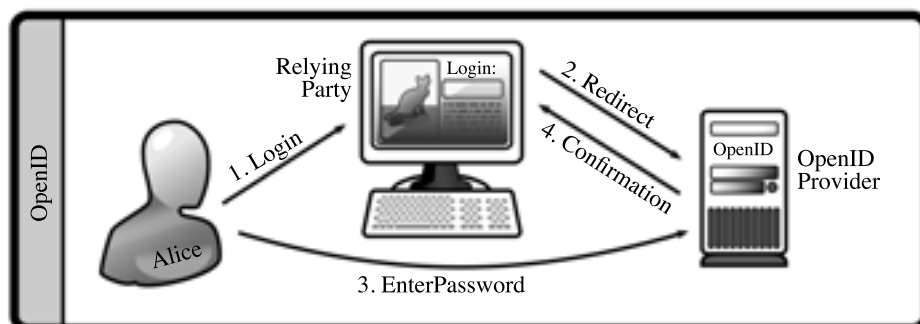 OpenID
Relying
Party
Login:
1. Login
2. Redirect
4. Confirmation
OpenID
OpenID
Provider
Alice
3. EnterPassword